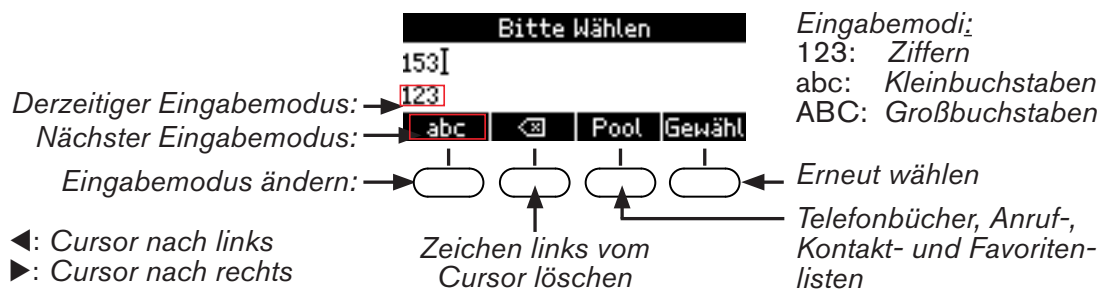 Bitte Wählen
153
123
abc ⌫ Pool Gewähl
Derzeitiger Eingabemodus:
Nächster Eingabemodus:
Eingabemodus ändern:
◀: Cursor nach links
▶: Cursor nach rechts
Zeichen links vom
Cursor löschen
Eingabemodi:
123: Ziffern
abc: Kleinbuchstaben
ABC: Großbuchstaben
Erneut wählen
Telefonbücher, Anruf-,
Kontakt- und Favoriten-
listen